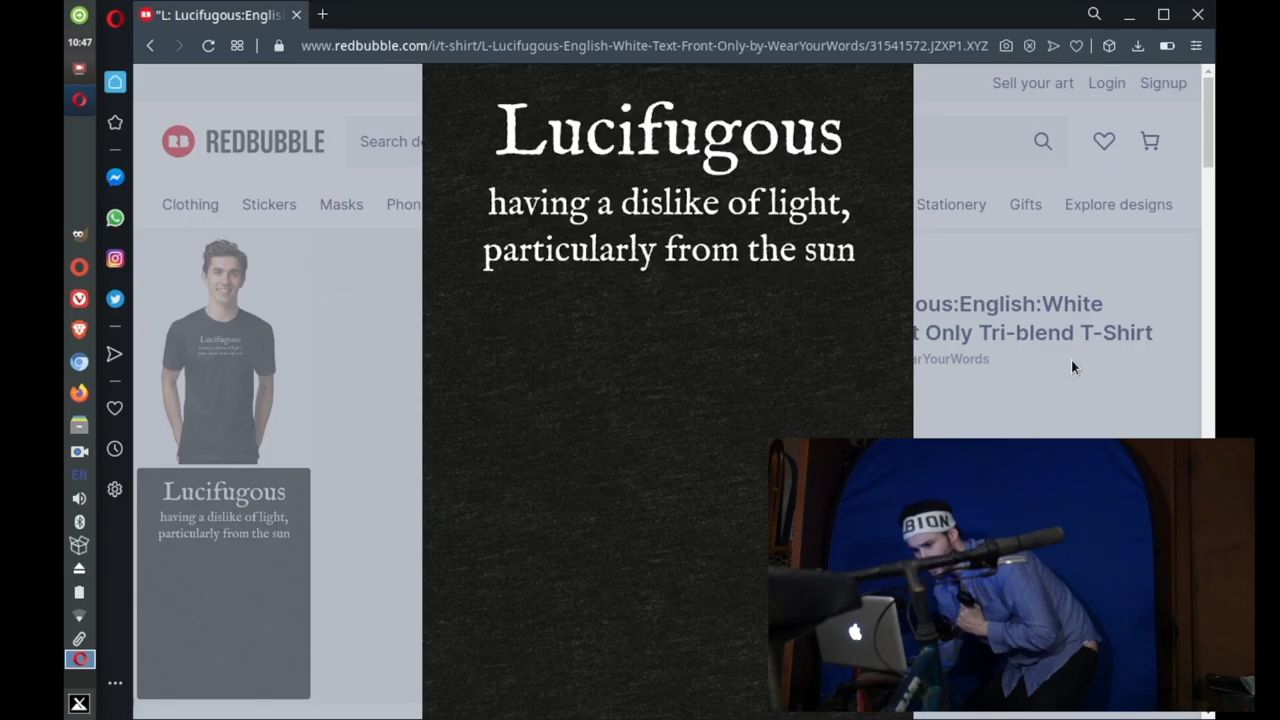 10:47
"L: Lucifugous:Englis
www.redbubble.com/i/t-shirt/L-Lucifugous-English-White-Text-Front-Only-by-WearYourWords/31541572.JZXP1.XYZ
Sell your art Login Signup
RB REDBUBBLE
Search de
Clothing Stickers Masks Phon
Stationery Gifts Explore designs
Lucifugous
having a dislike of light,
particularly from the sun
ous:English:White
t Only Tri-blend T-Shirt
arYourWords
Lucifugous
Lucifugous
having a dislike of light,
particularly from the sun
EN
BION